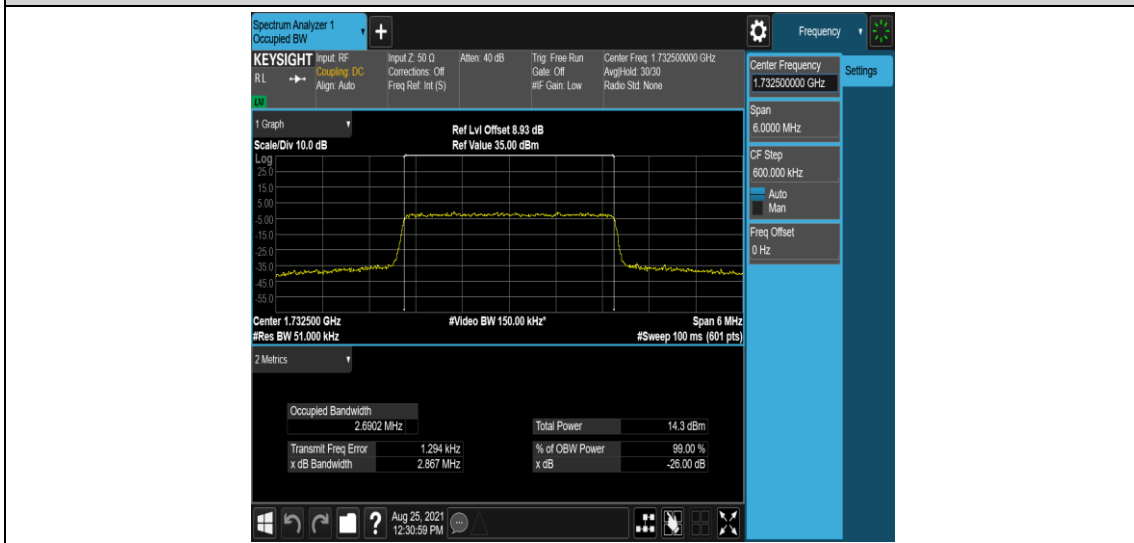 Spectrum Analyzer 1
Occupied BW
+
Frequency
KEYSIGHT
RL
LXI
Input: RF
Coupling: DC
Align: Auto
Input Z: 50 Ω
Corrections: Off
Freq Ref: Int (S)
Atten: 40 dB
Trig: Free Run
Gate: Off
#IF Gain: Low
Center Freq: 1.732500000 GHz
Avg|Hold: 30/30
Radio Std: None
Center Frequency
1.732500000 GHz
Settings
Span
6.0000 MHz
CF Step
600.000 kHz
Auto
Man
Freq Offset
0 Hz
1 Graph
Scale/Div 10.0 dB
Ref Lvl Offset 8.93 dB
Ref Value 35.00 dBm
Log
25.0
15.0
5.00
-5.00
-15.0
-25.0
-35.0
-45.0
-55.0
Center 1.732500 GHz
#Res BW 51.000 kHz
#Video BW 150.00 kHz*
Span 6 MHz
#Sweep 100 ms (601 pts)
2 Metrics
Occupied Bandwidth
2.6902 MHz
Total Power 14.3 dBm
Transmit Freq Error 1.294 kHz
% of OBW Power 99.00 %
x dB Bandwidth 2.867 MHz
x dB -26.00 dB
?
Aug 25, 2021
12:30:59 PM